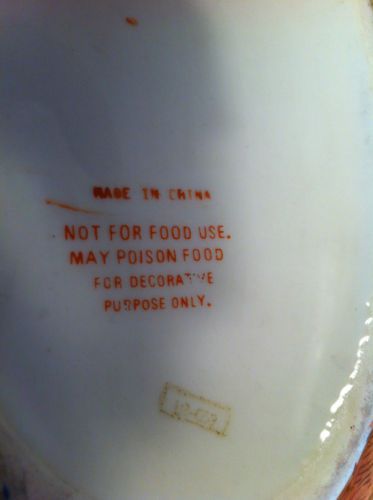 MADE IN CHINA
NOT FOR FOOD USE.
MAY POISON FOOD
FOR DECORATIVE
PURPOSE ONLY.